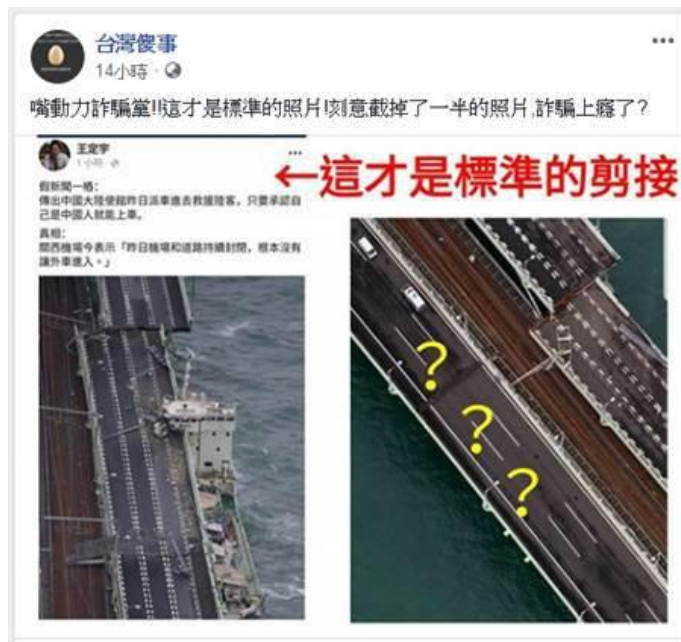 台灣傻事
14小時 ·
嘴動力詐騙黨!!這才是標準的照片!刻意截掉了一半的照片,詐騙上癮了?
王定宇
1小時 ·
←這才是標準的剪接
假新聞一樁:
傳出中國大陸使館昨日派車進去救援陸客,只要承認自
己是中國人就能上車。
真相:
關西機場今表示「昨日機場和道路持續封閉,根本沒有
讓外車進入。」
?
?
?